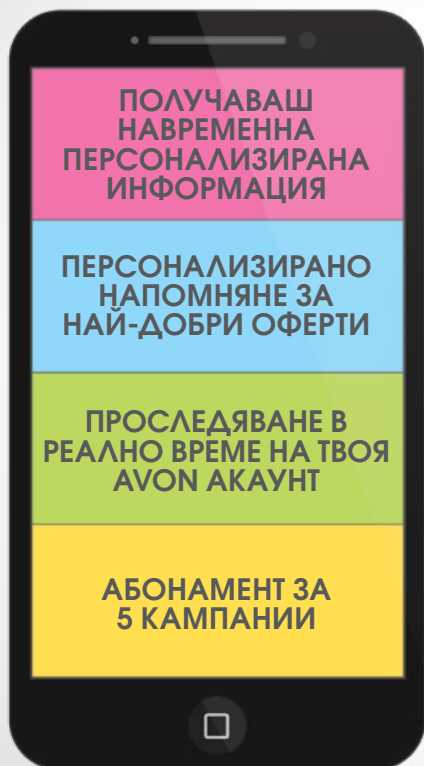 ПОЛУЧАВАШ
НАВРЕМЕННА
ПЕРСОНАЛИЗИРАНА
ИНФОРМАЦИЯ
ПЕРСОНАЛИЗИРАНО
НАПОМНЯНЕ ЗА
НАЙ-ДОБРИ ОФЕРТИ
ПРОСЛЕДЯВАНЕ В
РЕАЛНО ВРЕМЕ НА ТВОЯ
AVON АКАУНТ
АБОНАМЕНТ ЗА
5 КАМПАНИИ